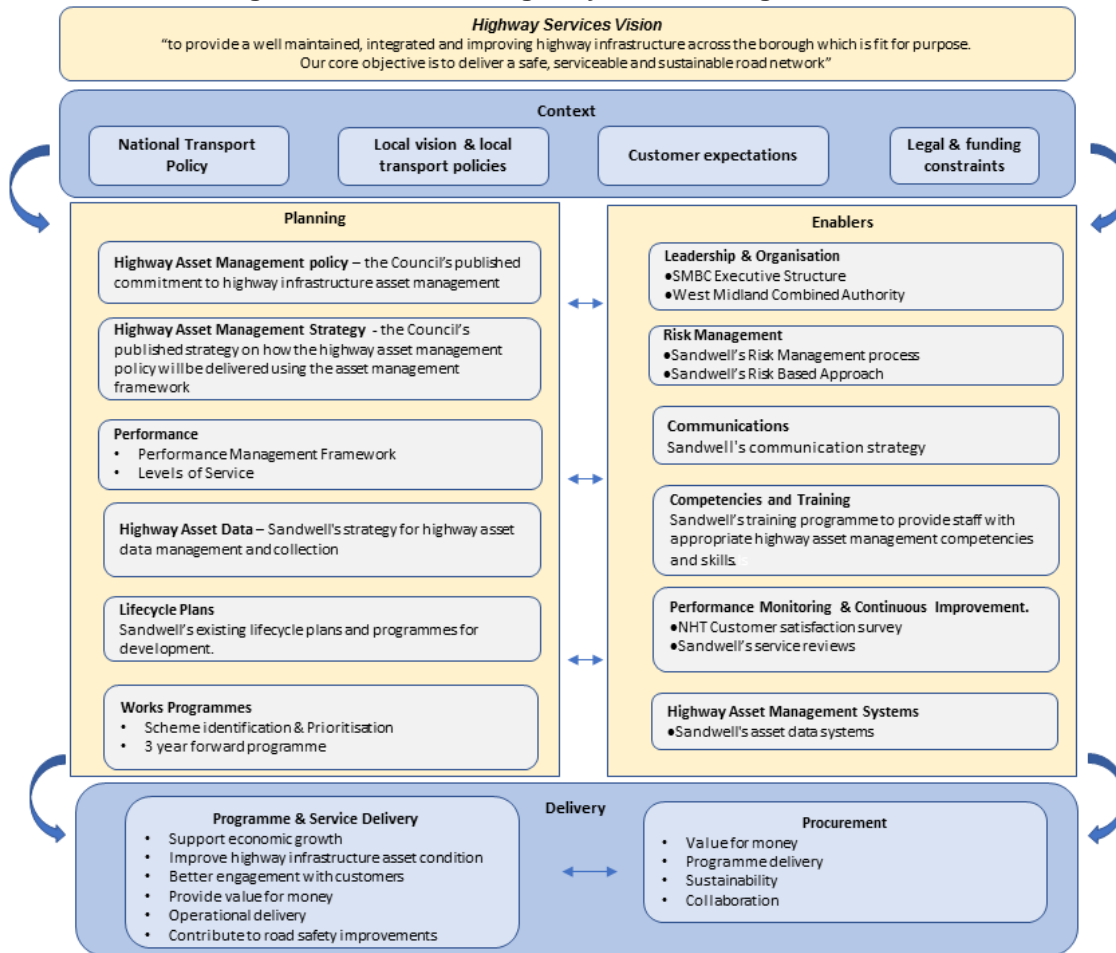 Highway Services Vision
“to provide a well maintained, integrated and improving highway infrastructure across the borough which is fit for purpose.
Our core objective is to deliver a safe, serviceable and sustainable road network”
Context
National Transport
Policy
Local vision & local
transport policies
Customer expectations
Legal & funding
constraints
Planning
Highway Asset Management policy – the Council’s published
commitment to highway infrastructure asset management
Highway Asset Management Strategy - the Council’s
published strategy on how the highway asset management
policy will be delivered using the asset management
framework
Performance
• Performance Management Framework
• Levels of Service
Highway Asset Data – Sandwell's strategy for highway asset
data management and collection
Lifecycle Plans
Sandwell’s existing lifecycle plans and programmes for
development.
Works Programmes
• Scheme identification & Prioritisation
• 3 year forward programme
Enablers
Leadership & Organisation
●SMBC Executive Structure
●West Midland Combined Authority
Risk Management
●Sandwell’s Risk Management process
●Sandwell’s Risk Based Approach
Communications
Sandwell's communication strategy
Competencies and Training
Sandwell’s training programme to provide staff with
appropriate highway asset management competencies
and skills.
Performance Monitoring & Continuous Improvement.
●NHT Customer satisfaction survey
●Sandwell’s service reviews
Highway Asset Management Systems
●Sandwell's asset data systems
Delivery
Programme & Service Delivery
• Support economic growth
• Improve highway infrastructure asset condition
• Better engagement with customers
• Provide value for money
• Operational delivery
• Contribute to road safety improvements
Procurement
• Value for money
• Programme delivery
• Sustainability
• Collaboration